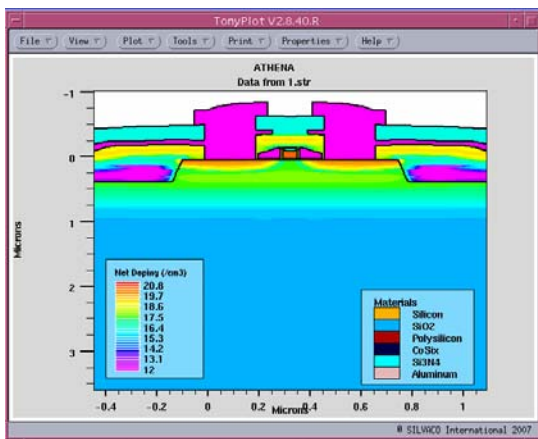 TonyPlot V2.8.40.R
File View Plot Tools Print Properties Help
ATHENA
Data from 1.str
-1
0
1
2
3
Microns
Net Doping (/cm3)
20.8
19.7
18.6
17.5
16.4
15.3
14.2
13.1
12
Materials
Silicon
SiO2
Polysilicon
CoSix
Si3N4
Aluminum
-0.4 -0.2 0 0.2 0.4 0.6 0.8 1
Microns
© SILVACO International 2007